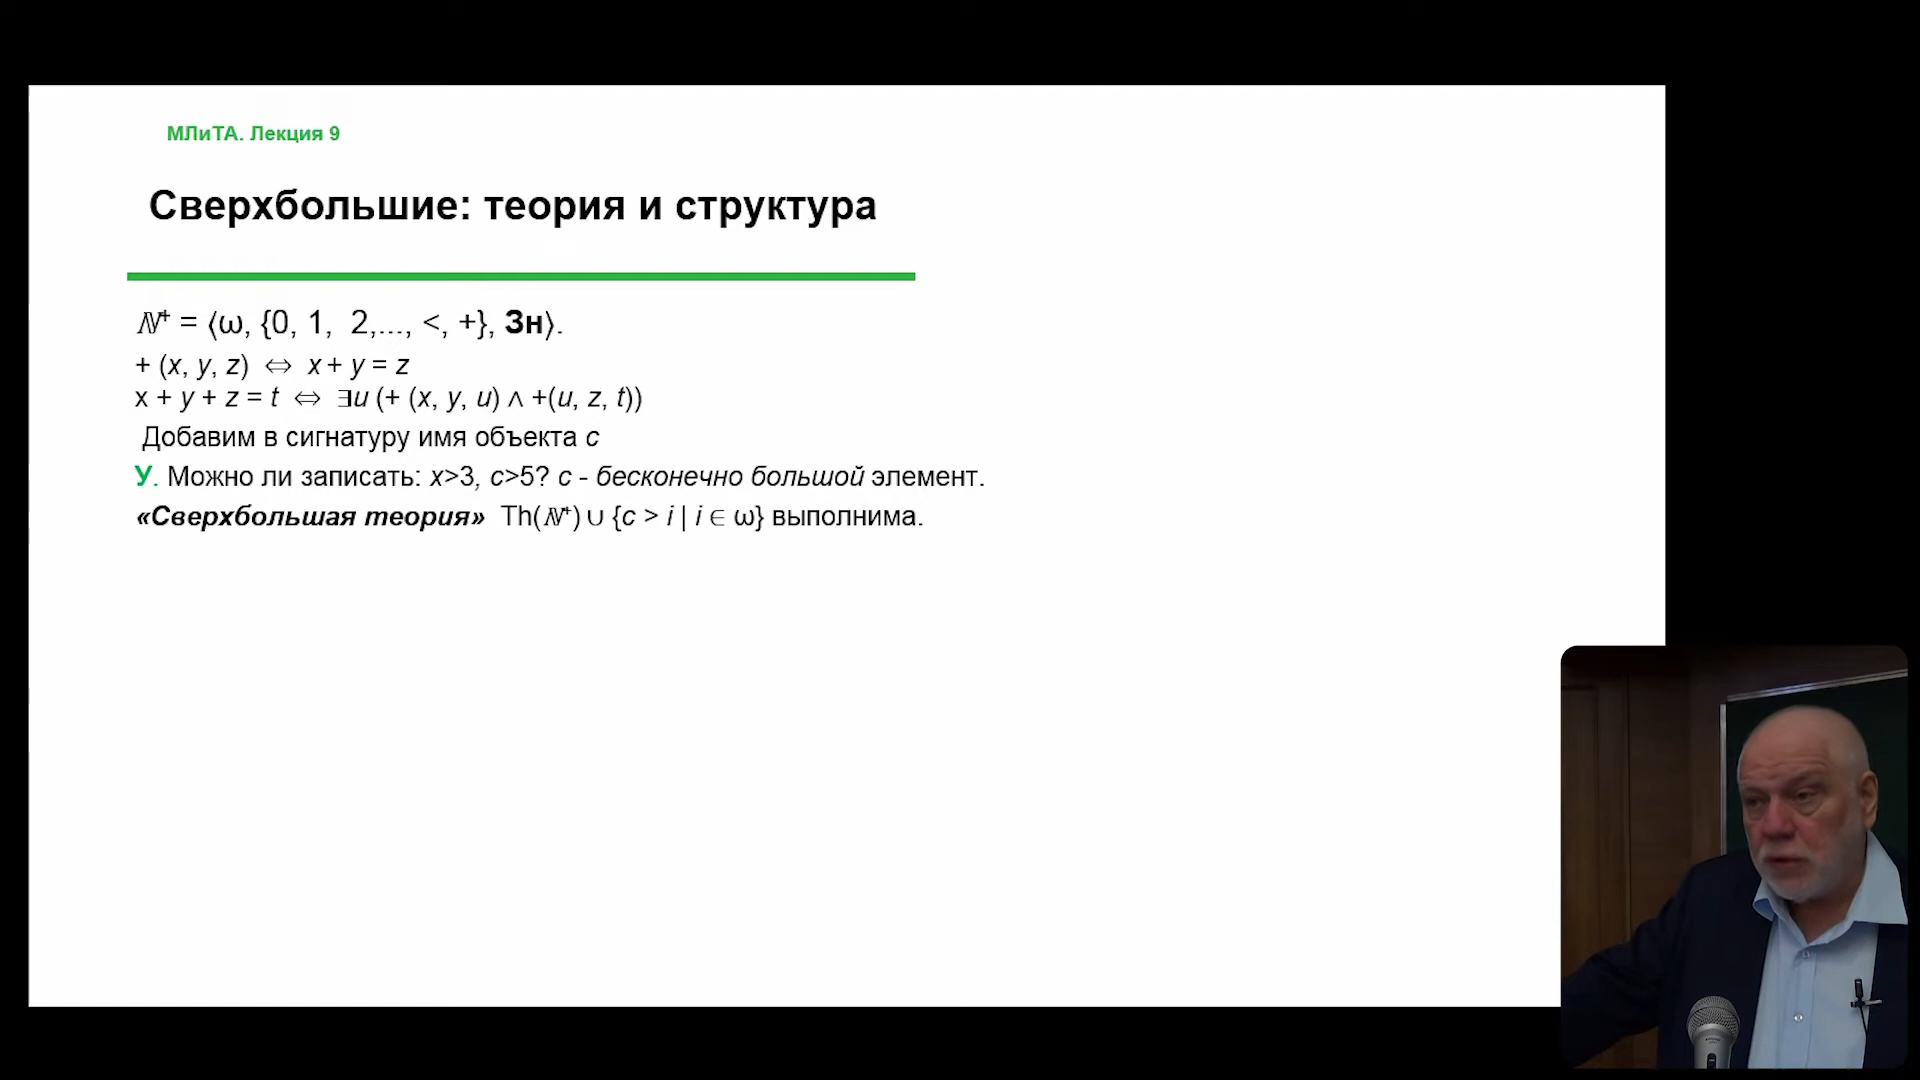 МЛиТА. Лекция 9
Сверхбольшие: теория и структура
ℕ⁺ = ⟨ω, {0, 1, 2,..., <, +}, Зн⟩.
+ (x, y, z) ⇔ x + y = z
x + y + z = t ⇔ ∃u (+ (x, y, u) ∧ +(u, z, t))
Добавим в сигнатуру имя объекта c
У. Можно ли записать: x>3, c>5? c - бесконечно большой элемент.
«Сверхбольшая теория» Th(ℕ⁺) ∪ {c > i | i ∈ ω} выполнима.